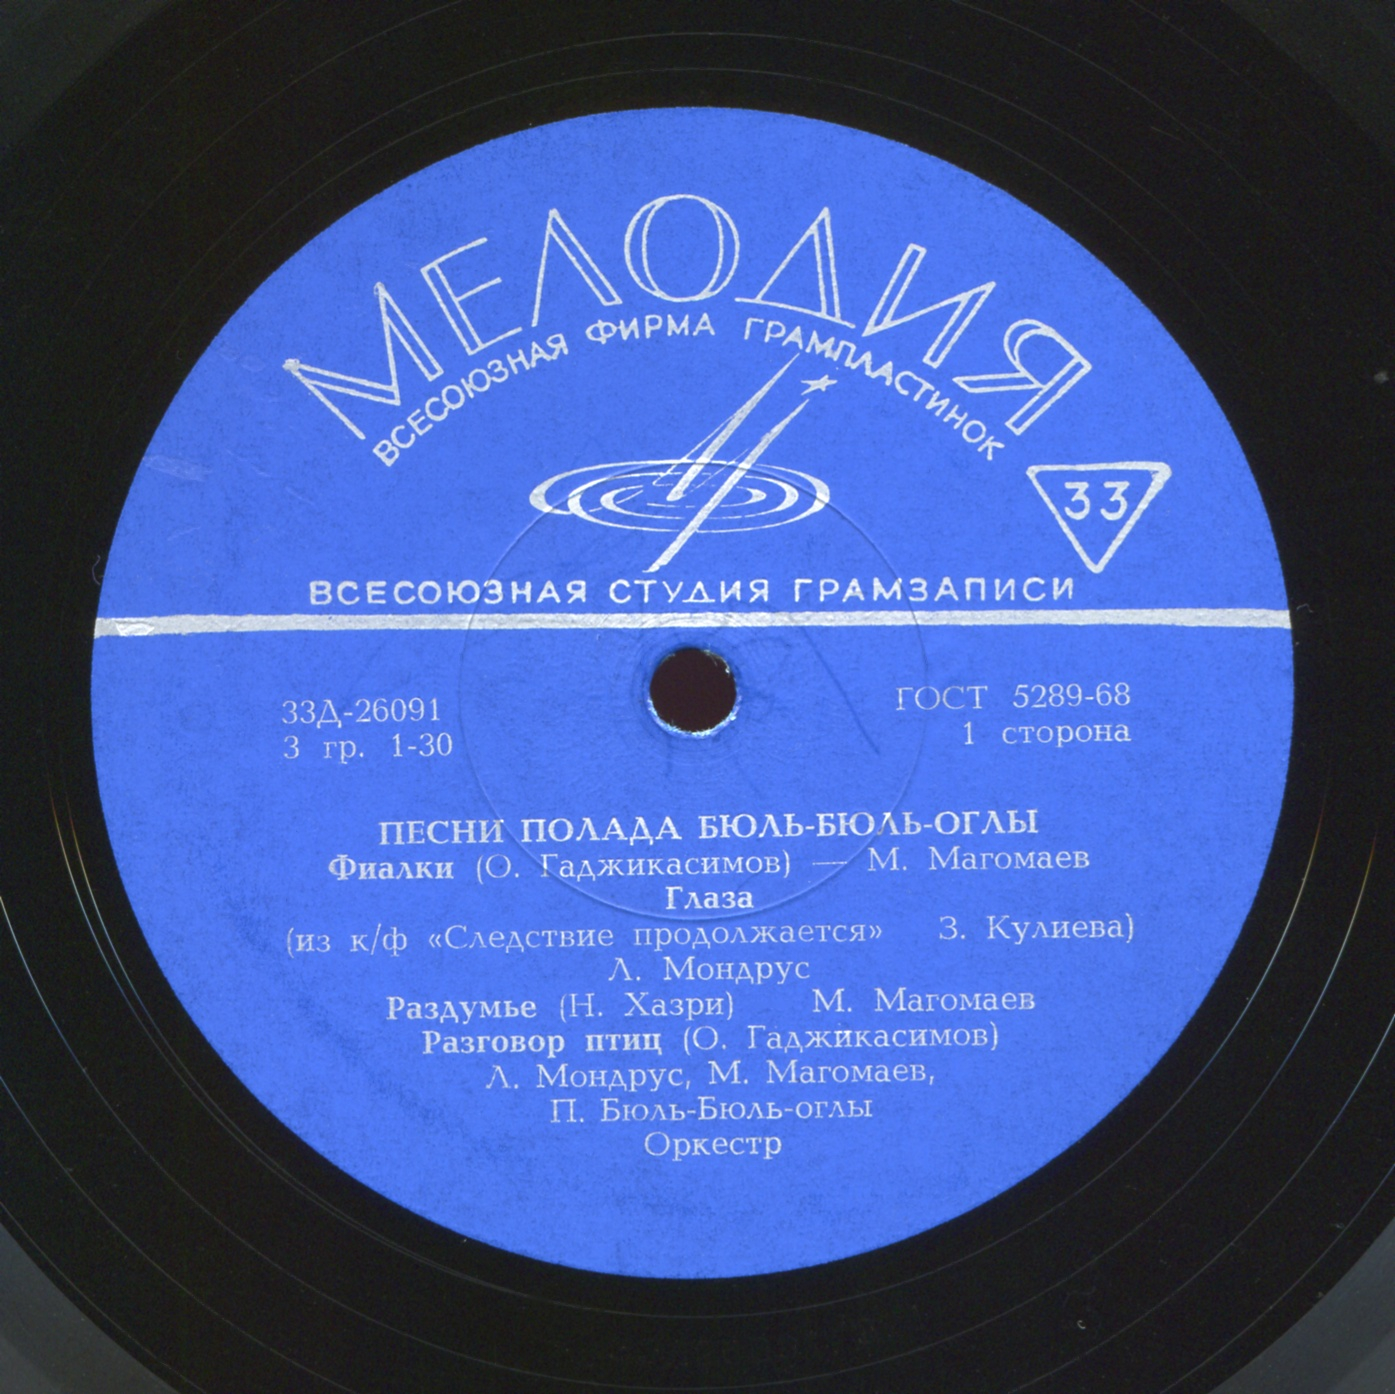 МЕЛОДИЯ
ВСЕСОЮЗНАЯ ФИРМА ГРАМПЛАСТИНОК
33
ВСЕСОЮЗНАЯ СТУДИЯ ГРАМЗАПИСИ
33Д-26091
3 гр. 1-30
ГОСТ 5289-68
1 сторона
ПЕСНИ ПОЛАДА БЮЛЬ-БЮЛЬ-ОГЛЫ
Фиалки (О. Гаджикасимов) — М. Магомаев
Глаза
(из к/ф «Следствие продолжается» З. Кулиева)
Л. Мондрус
Раздумье (Н. Хазри) М. Магомаев
Разговор птиц (О. Гаджикасимов)
Л. Мондрус, М. Магомаев,
П. Бюль-Бюль-оглы
Оркестр